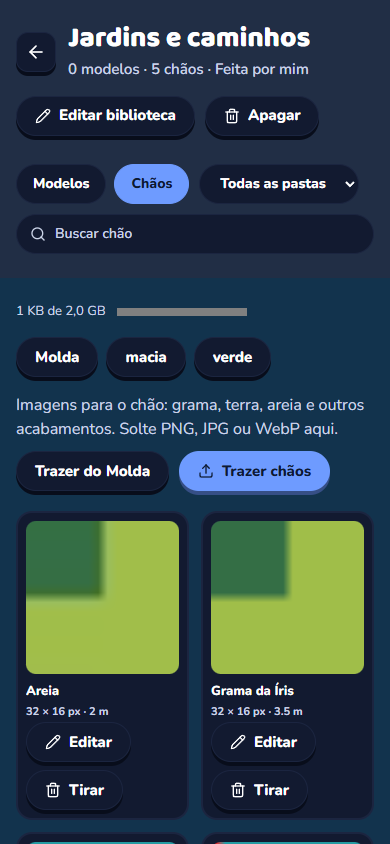 Jardins e caminhos
0 modelos · 5 chãos · Feita por mim
Editar biblioteca
Apagar
Modelos
Chãos
Todas as pastas
Buscar chão
1 KB de 2,0 GB
Molda
macia
verde
Imagens para o chão: grama, terra, areia e outros
acabamentos. Solte PNG, JPG ou WebP aqui.
Trazer do Molda
Trazer chãos
Areia
32 × 16 px · 2 m
Editar
Tirar
Grama da Íris
32 × 16 px · 3.5 m
Editar
Tirar